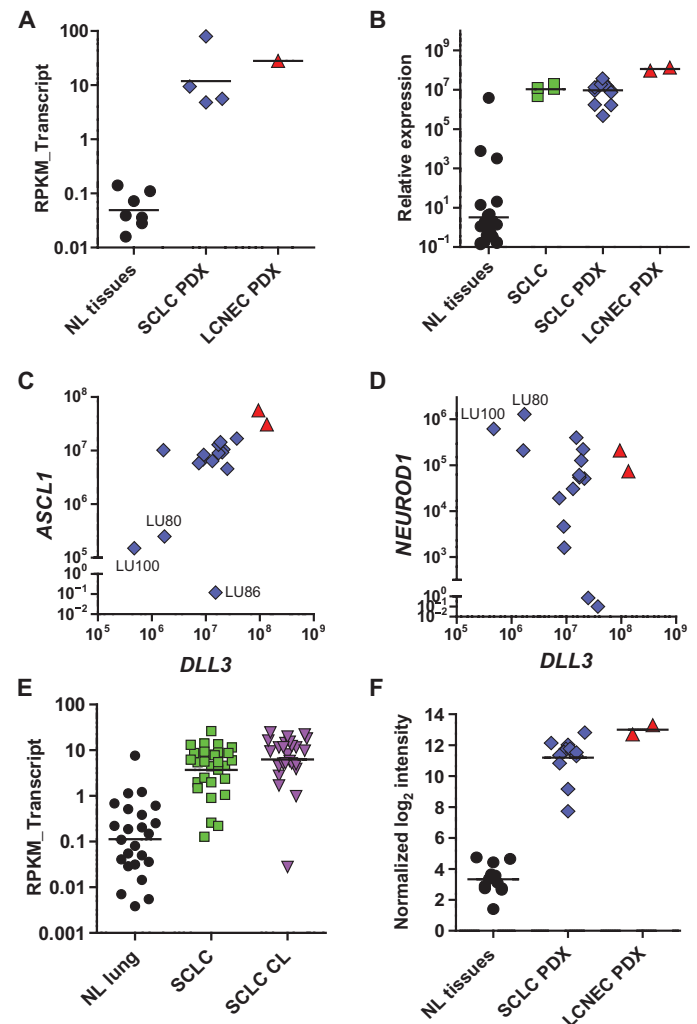 A
RPKM_Transcript
100
10
1
0.1
0.01
NL tissues
SCLC PDX
LCNEC PDX
B
Relative expression
10⁹
10⁷
10⁵
10³
10¹
10⁻¹
NL tissues
SCLC
SCLC PDX
LCNEC PDX
C
ASCL1
10⁸
10⁷
10⁶
10⁵
10⁰
10⁻¹
10⁻²
LU80
LU100
LU86
10⁵ 10⁶ 10⁷ 10⁸ 10⁹
DLL3
D
NEUROD1
10⁶
10⁵
10⁴
10³
10⁰
10⁻²
LU80
LU100
10⁵ 10⁶ 10⁷ 10⁸ 10⁹
DLL3
E
RPKM_Transcript
100
10
1
0.1
0.01
0.001
NL lung
SCLC
SCLC CL
F
Normalized log₂ intensity
14
12
10
8
6
4
2
0
NL tissues
SCLC PDX
LCNEC PDX